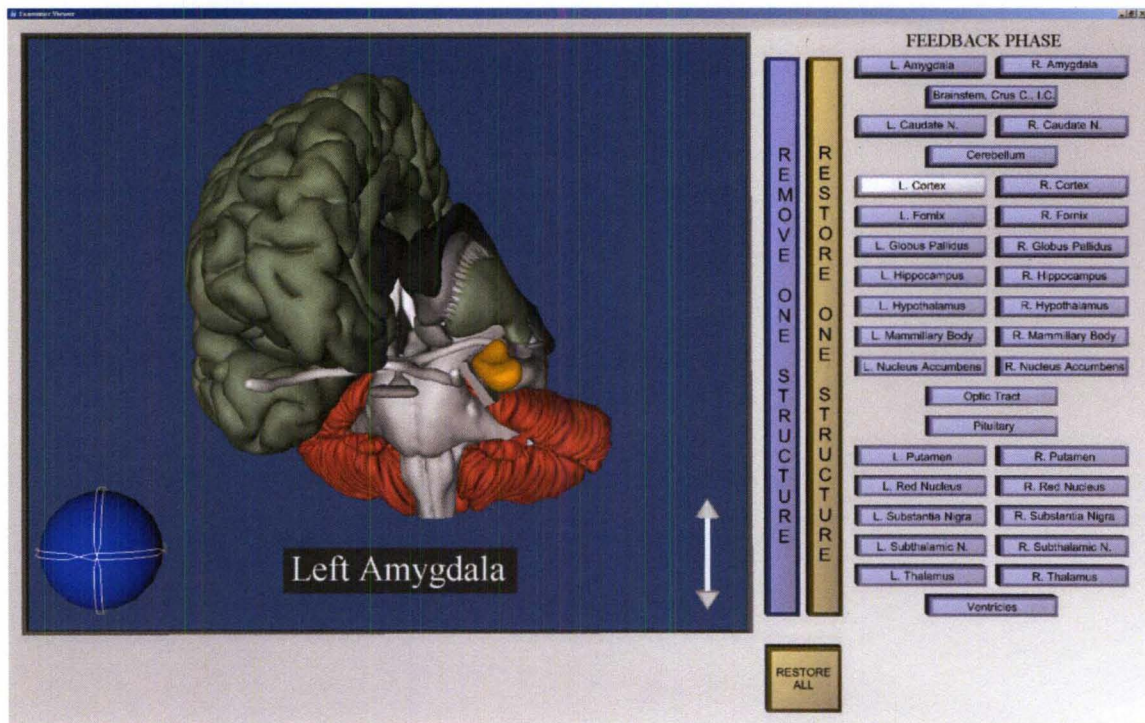 Examiner Viewer
FEEDBACK PHASE
L. Amygdala R. Amygdala
Brainstem, Crus C., I.C.
L. Caudate N. R. Caudate N.
Cerebellum
L. Cortex R. Cortex
L. Fornix R. Fornix
L. Globus Pallidus R. Globus Pallidus
L. Hippocampus R. Hippocampus
L. Hypothalamus R. Hypothalamus
L. Mammillary Body R. Mammillary Body
L. Nucleus Accumbens R. Nucleus Accumbens
Optic Tract
Pituitary
L. Putamen R. Putamen
L. Red Nucleus R. Red Nucleus
L. Substantia Nigra R. Substantia Nigra
L. Subthalamic N. R. Subthalamic N.
L. Thalamus R. Thalamus
Ventricles
REMOVE ONE STRUCTURE
RESTORE ONE STRUCTURE
RESTORE
ALL
Left Amygdala